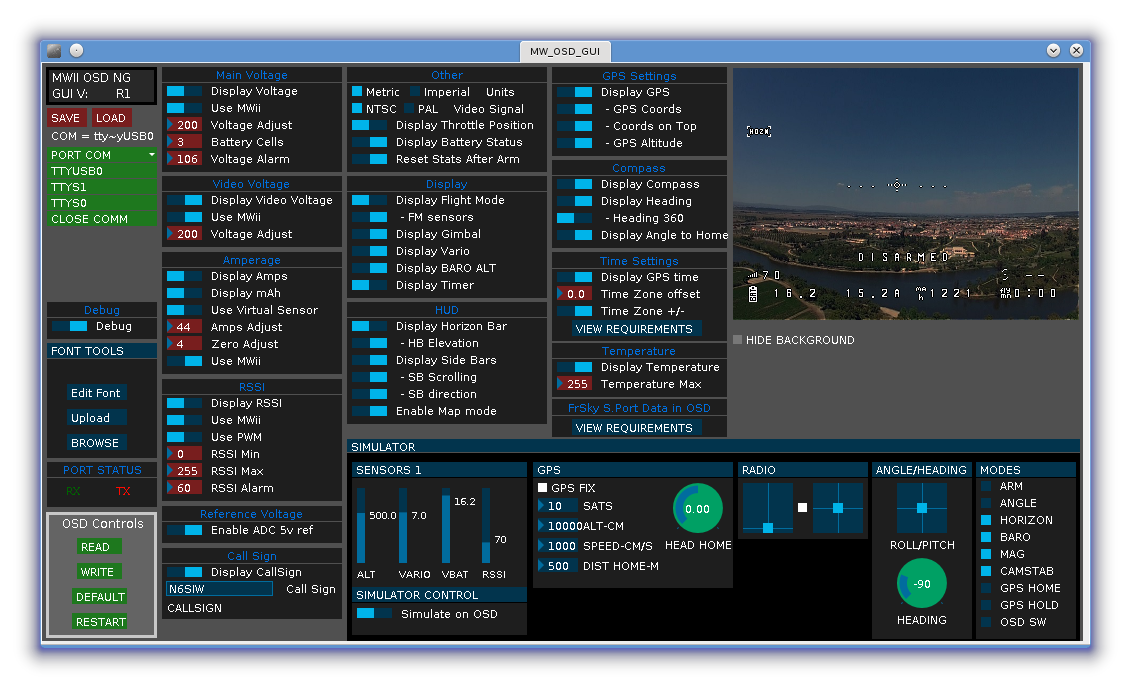 MW_OSD_GUI
MWII OSD NG
GUI V: R1
SAVE LOAD
COM = tty~yUSB0
PORT COM
TTYUSB0
TTYS1
TTYS0
CLOSE COMM
Debug
Debug
FONT TOOLS
Edit Font
Upload
BROWSE
PORT STATUS
RX TX
OSD Controls
READ
WRITE
DEFAULT
RESTART
Main Voltage
Display Voltage
Use MWii
200 Voltage Adjust
3 Battery Cells
106 Voltage Alarm
Video Voltage
Display Video Voltage
Use MWii
200 Voltage Adjust
Amperage
Display Amps
Display mAh
Use Virtual Sensor
44 Amps Adjust
4 Zero Adjust
Use MWii
RSSI
Display RSSI
Use MWii
Use PWM
0 RSSI Min
255 RSSI Max
60 RSSI Alarm
Reference Voltage
Enable ADC 5v ref
Call Sign
Display CallSign
N6SIW Call Sign
CALLSIGN
Other
Metric Imperial Units
NTSC PAL Video Signal
Display Throttle Position
Display Battery Status
Reset Stats After Arm
Display
Display Flight Mode
- FM sensors
Display Gimbal
Display Vario
Display BARO ALT
Display Timer
HUD
Display Horizon Bar
- HB Elevation
Display Side Bars
- SB Scrolling
- SB direction
Enable Map mode
GPS Settings
Display GPS
- GPS Coords
- Coords on Top
- GPS Altitude
Compass
Display Compass
Display Heading
- Heading 360
Display Angle to Home
Time Settings
Display GPS time
0.0 Time Zone offset
Time Zone +/-
VIEW REQUIREMENTS
Temperature
Display Temperature
255 Temperature Max
FrSky S.Port Data in OSD
VIEW REQUIREMENTS
HOZN
DISARMED
70 --
16.2 15.2A mAh 1221 00:00
HIDE BACKGROUND
SIMULATOR
SENSORS 1
500.0 7.0 16.2 70
ALT VARIO VBAT RSSI
SIMULATOR CONTROL
Simulate on OSD
GPS
GPS FIX
10 SATS
10000 ALT-CM
1000 SPEED-CM/S
500 DIST HOME-M
0.00
HEAD HOME
RADIO
ANGLE/HEADING
ROLL/PITCH
-90
HEADING
MODES
ARM
ANGLE
HORIZON
BARO
MAG
CAMSTAB
GPS HOME
GPS HOLD
OSD SW